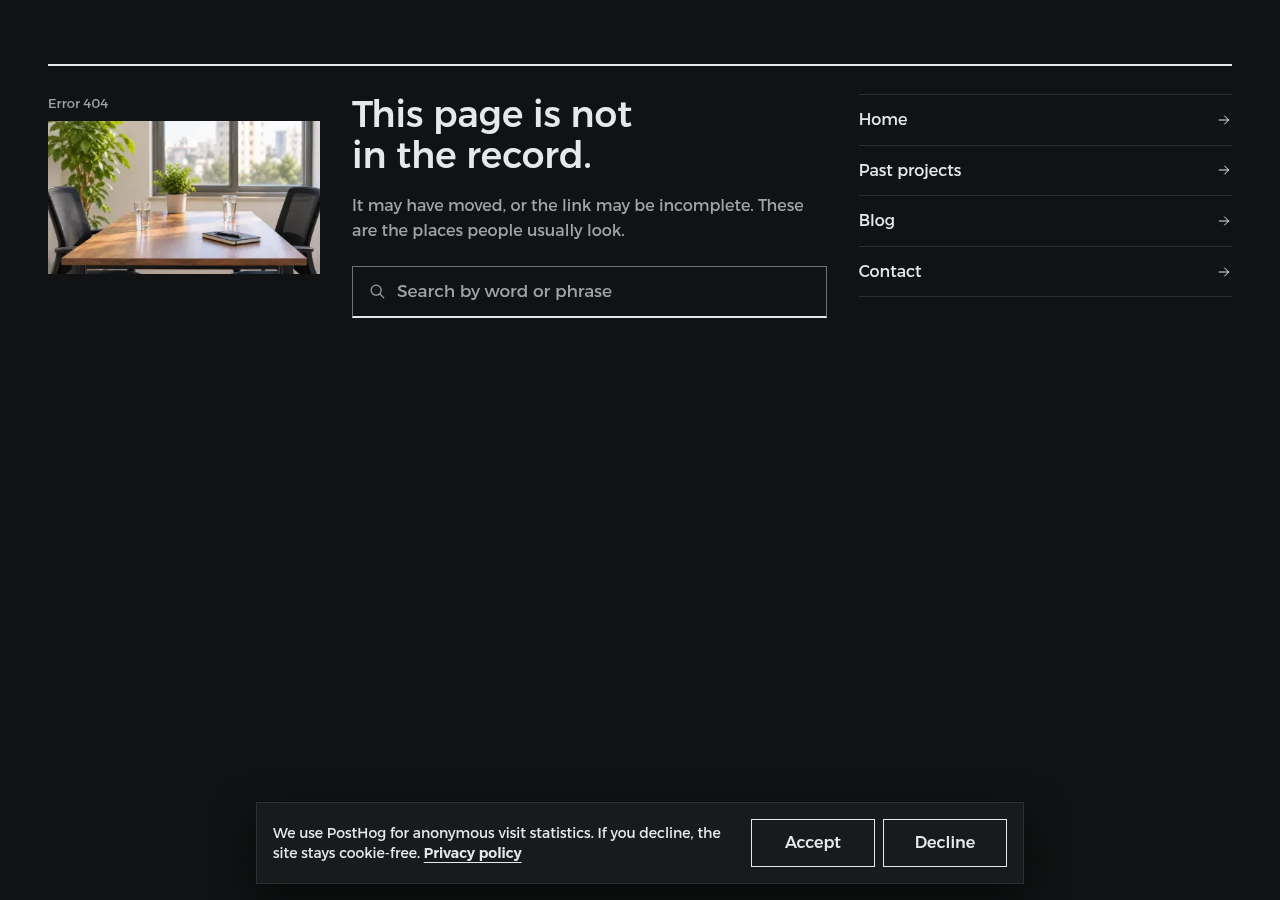 Error 404
This page is not
in the record.
It may have moved, or the link may be incomplete. These
are the places people usually look.
Search by word or phrase
Home
Past projects
Blog
Contact
We use PostHog for anonymous visit statistics. If you decline, the
site stays cookie-free. Privacy policy
Accept
Decline